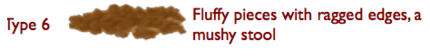 Type 6
Fluffy pieces with ragged edges, a
mushy stool